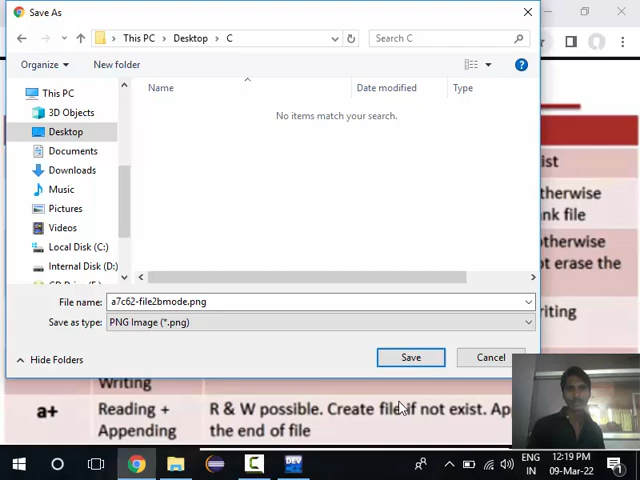 Save As
This PC > Desktop > C
Search C
Organize
New folder
Name
Date modified
Type
No items match your search.
This PC
3D Objects
Desktop
Documents
Downloads
Music
Pictures
Videos
Local Disk (C:)
Internal Disk (D:)
File name:
a7c62-file2bmode.png
Save as type:
PNG Image (*.png)
Hide Folders
Save
Cancel
ist
therwise
nk file
otherwise
ot erase the
riting
Writing
a+
Reading +
Appending
R & W possible. Create file if not exist. Ap
the end of file
ENG
IN
12:19 PM
09-Mar-22
DEV
1